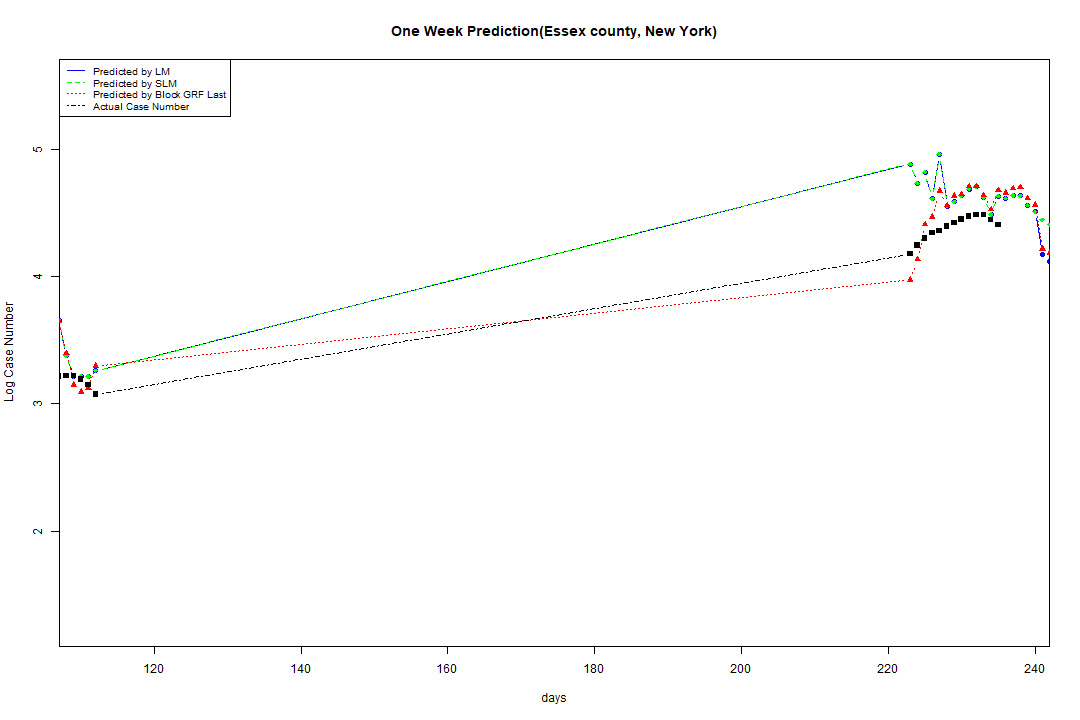 One Week Prediction(Essex county, New York)
Predicted by LM
Predicted by SLM
Predicted by Block GRF Last
Actual Case Number
5
4
3
2
Log Case Number
120 140 160 180 200 220 240
days